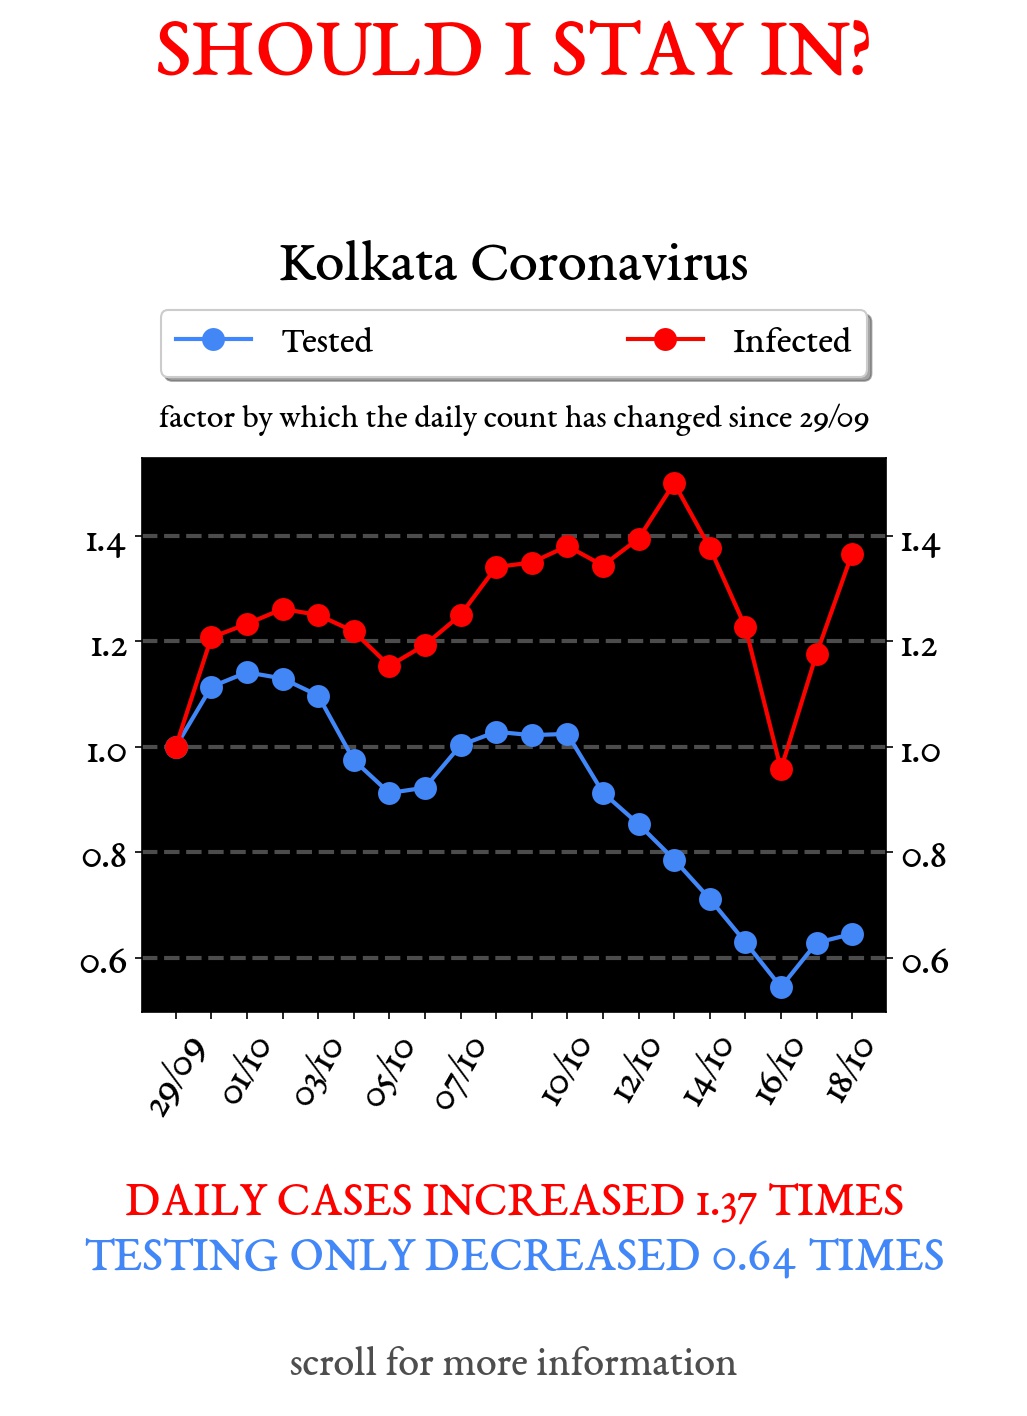 SHOULD I STAY IN?
Kolkata Coronavirus
Tested Infected
factor by which the daily count has changed since 29/09
1.4 1.4
1.2 1.2
1.0 1.0
0.8 0.8
0.6 0.6
29/09 01/10 03/10 05/10 07/10 10/10 12/10 14/10 16/10 18/10
DAILY CASES INCREASED 1.37 TIMES
TESTING ONLY DECREASED 0.64 TIMES
scroll for more information